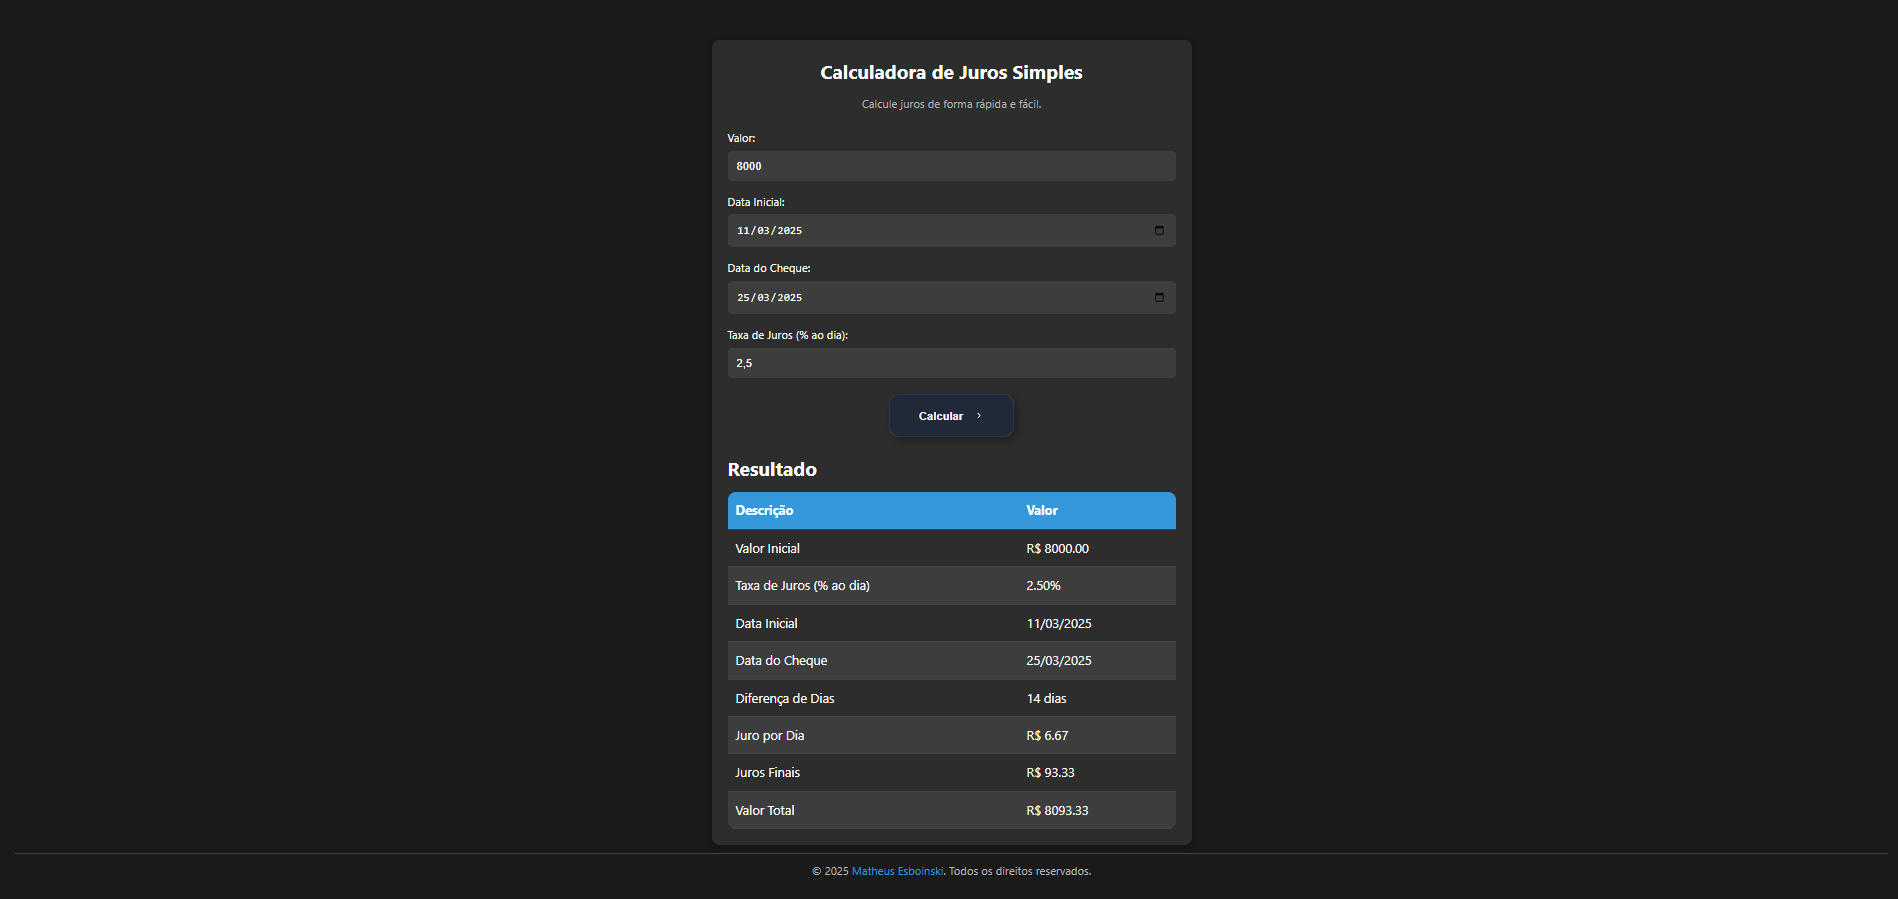 Calculadora de Juros Simples
Calcule juros de forma rápida e fácil.
Valor:
8000
Data Inicial:
11/03/2025
Data do Cheque:
25/03/2025
Taxa de Juros (% ao dia):
2,5
Calcular ›
Resultado
Descrição Valor
Valor Inicial R$ 8000.00
Taxa de Juros (% ao dia) 2.50%
Data Inicial 11/03/2025
Data do Cheque 25/03/2025
Diferença de Dias 14 dias
Juro por Dia R$ 6.67
Juros Finais R$ 93.33
Valor Total R$ 8093.33
© 2025 Matheus Esboinski. Todos os direitos reservados.